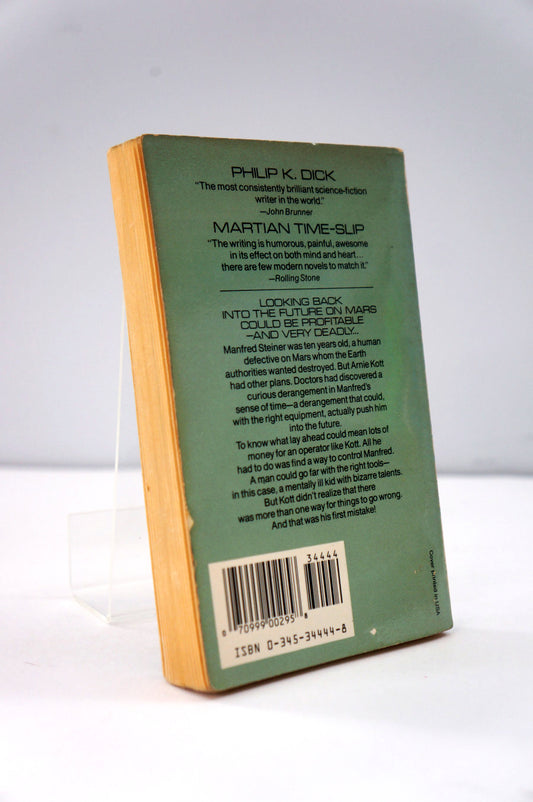 PHILIP K. DICK
"The most consistently brilliant science-fiction
writer in the world."
—John Brunner
MARTIAN TIME-SLIP
"The writing is humorous, painful, awesome
in its effect on both mind and heart...
there are few modern novels to match it."
—Rolling Stone
LOOKING BACK
INTO THE FUTURE ON MARS
COULD BE PROFITABLE
—AND VERY DEADLY...
Manfred Steiner was ten years old, a human
defective on Mars whom the Earth
authorities wanted destroyed. But Arnie Kott
had other plans. Doctors had discovered a
curious derangement in Manfred's
sense of time—a derangement that could,
with the right equipment, actually push him
into the future.
To know what lay ahead could mean lots of
money for an operator like Kott. All he
had to do was find a way to control Manfred.
A man could go far with the right tools—
in this case, a mentally ill kid with bizarre talents.
But Kott didn't realize that there
was more than one way for things to go wrong.
And that was his first mistake!
34444
0 70999 00295 8
ISBN 0-345-34444-8
Cover printed in USA